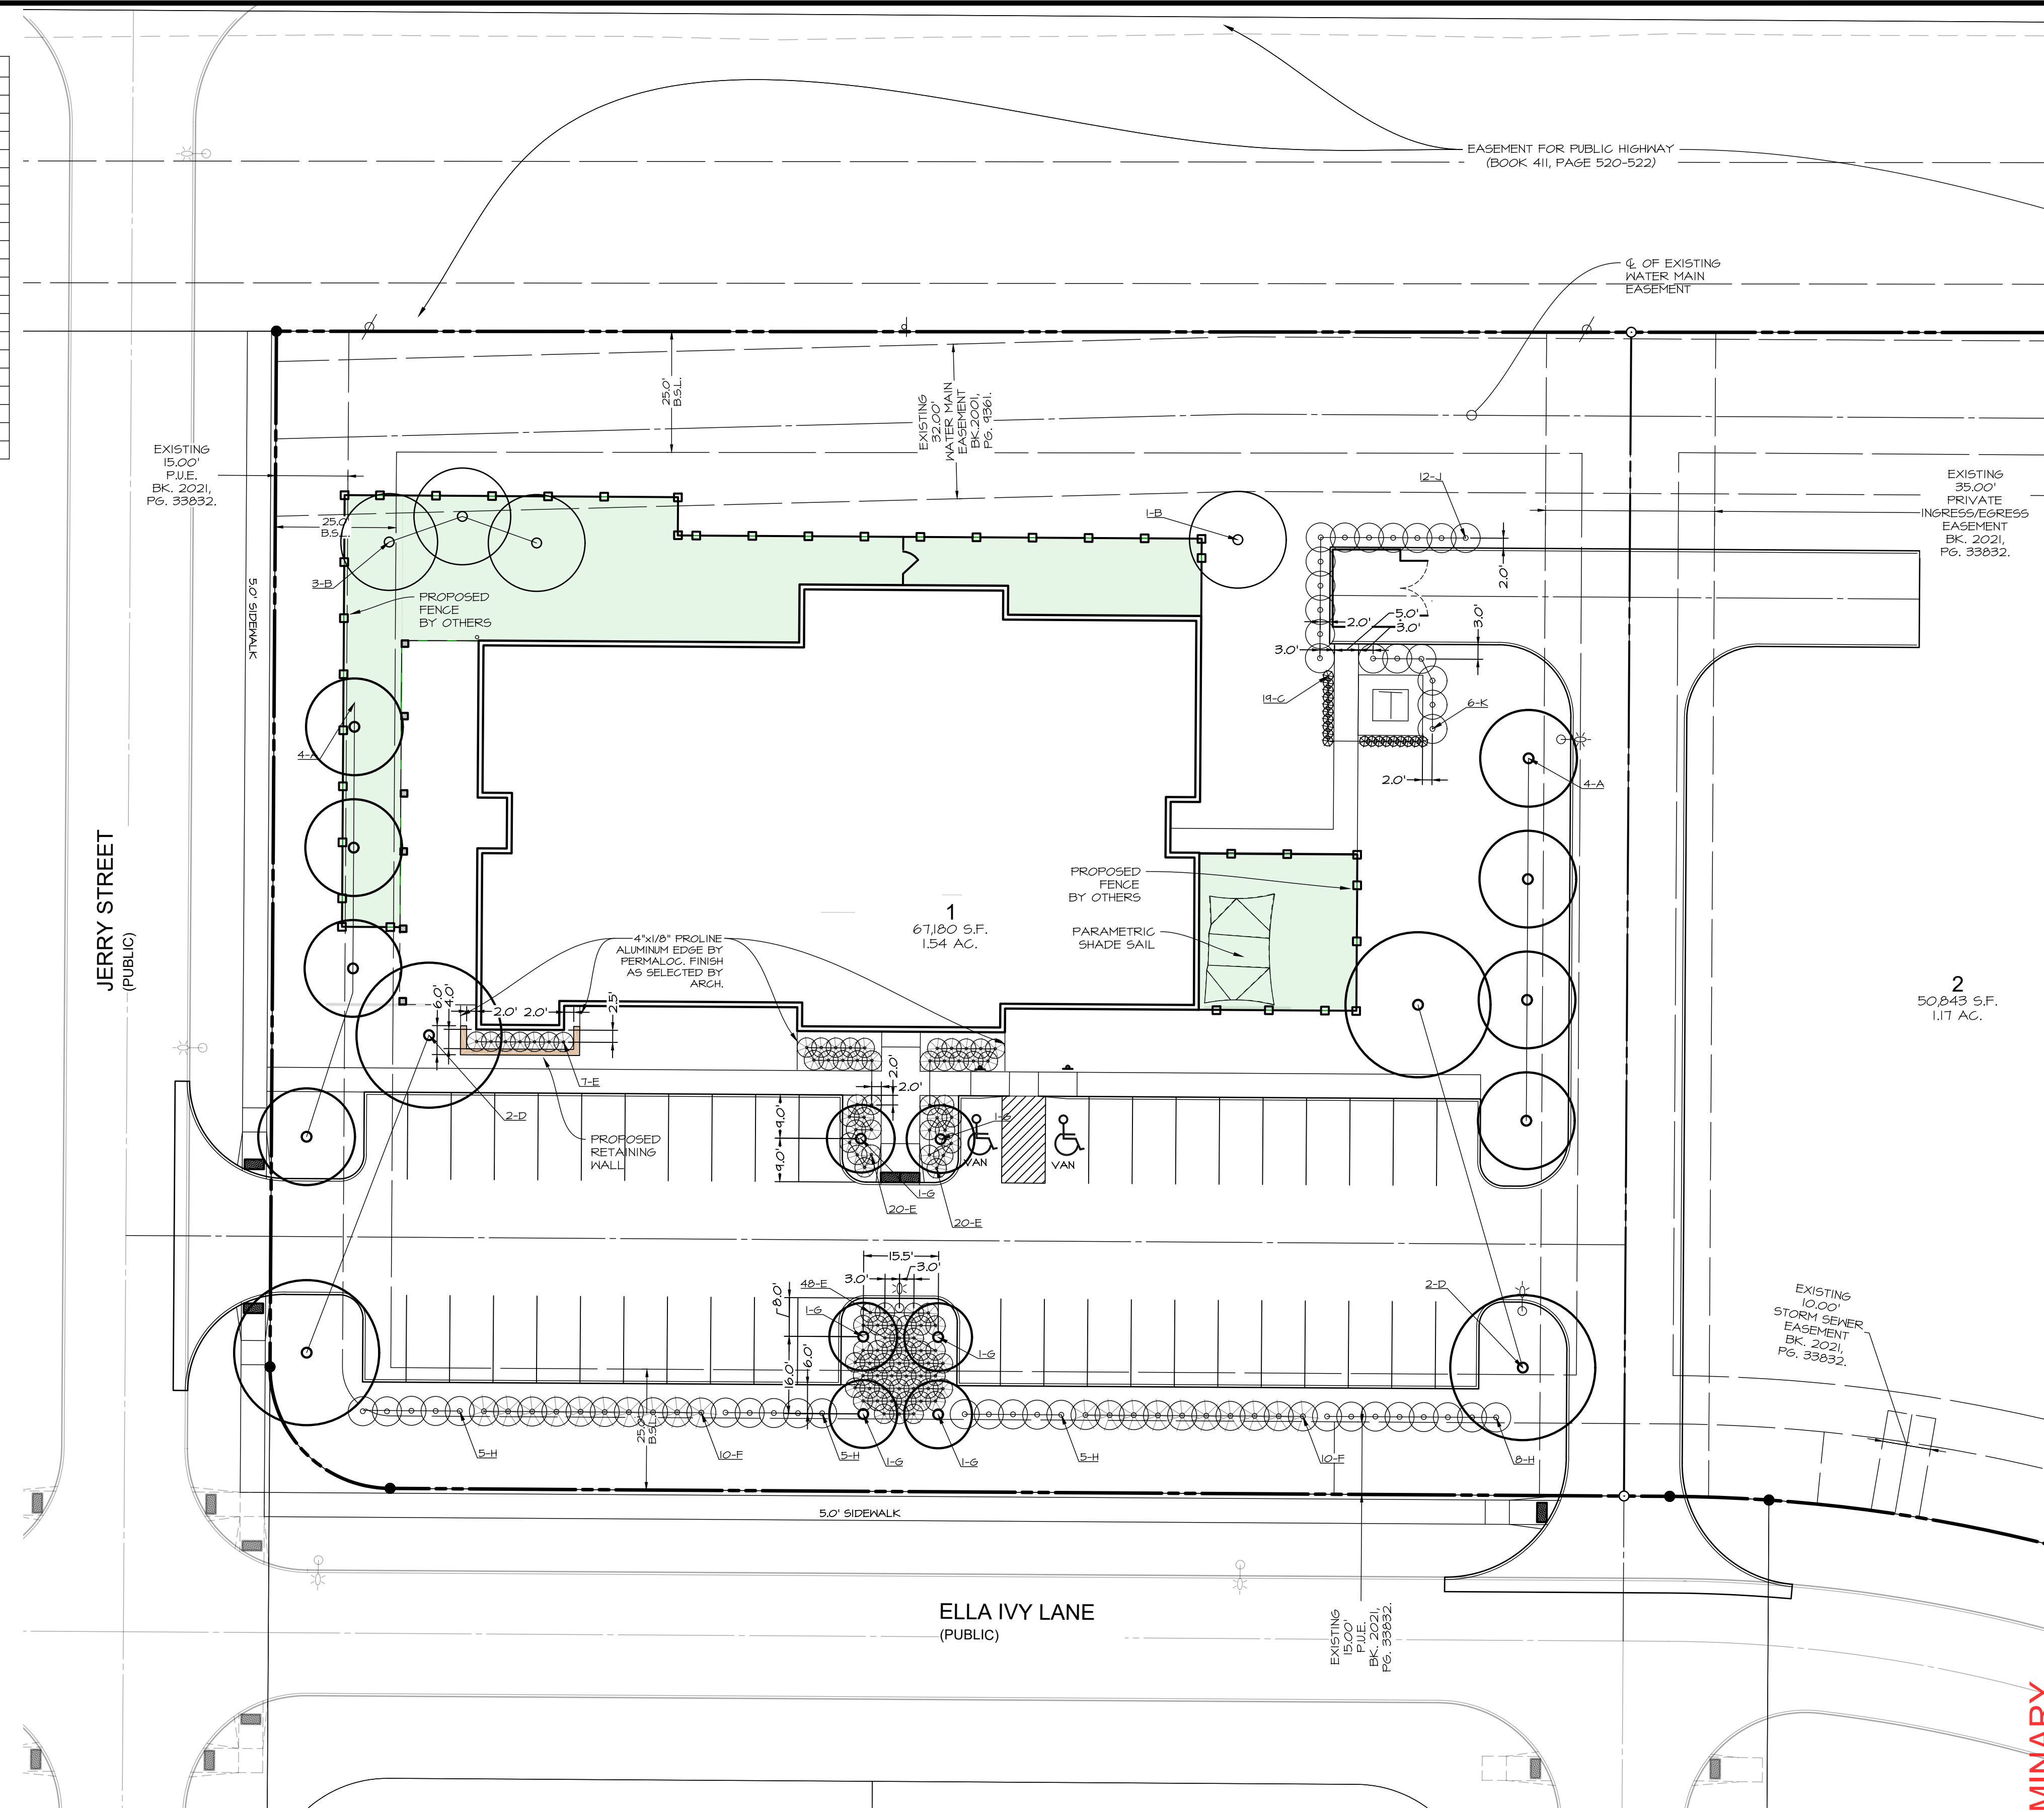 EASEMENT FOR PUBLIC HIGHWAY
(BOOK 411, PAGE 520-522)
℄ OF EXISTING
WATER MAIN
EASEMENT
25.0'
B.S.L.
EXISTING
32.00'
WATER MAIN
EASEMENT
BK.2001,
PG. 9361.
EXISTING
15.00'
P.U.E.
BK. 2021,
PG. 33832.
25.0'
B.S.L.
12-J
1-B
EXISTING
35.00'
PRIVATE
INGRESS/EGRESS
EASEMENT
BK. 2021,
PG. 33832.
3-B
5.0' SIDEWALK
PROPOSED
FENCE
BY OTHERS
2.0'
5.0'
2.0'
3.0'
3.0'
3.0'
19-C
6-K
2.0'
4-A
4-A
JERRY STREET
(PUBLIC)
PROPOSED
FENCE
BY OTHERS
1
67,180 S.F.
1.54 AC.
PARAMETRIC
SHADE SAIL
4"x1/8" PROLINE
ALUMINUM EDGE BY
PERMALOC. FINISH
AS SELECTED BY
ARCH.
2
50,843 S.F.
1.17 AC.
6.0'
4.0'
2.0'
2.0'
2.5'
7-E
2-D
PROPOSED
RETAINING
WALL
2.0'
2.0'
9.0'
9.0'
1-G
VAN
VAN
1-G
20-E
20-E
15.5'
3.0'
3.0'
48-E
1-G
8.0'
1-G
16.0'
6.0'
2-D
EXISTING
10.00'
STORM SEWER
EASEMENT
BK. 2021,
PG. 33832.
25.0'
B.S.L.
5-H
10-F
5-H
1-G
1-G
5-H
10-F
8-H
5.0' SIDEWALK
ELLA IVY LANE
(PUBLIC)
EXISTING
15.00'
P.U.E.
BK. 2021,
PG. 33832.
MINARY